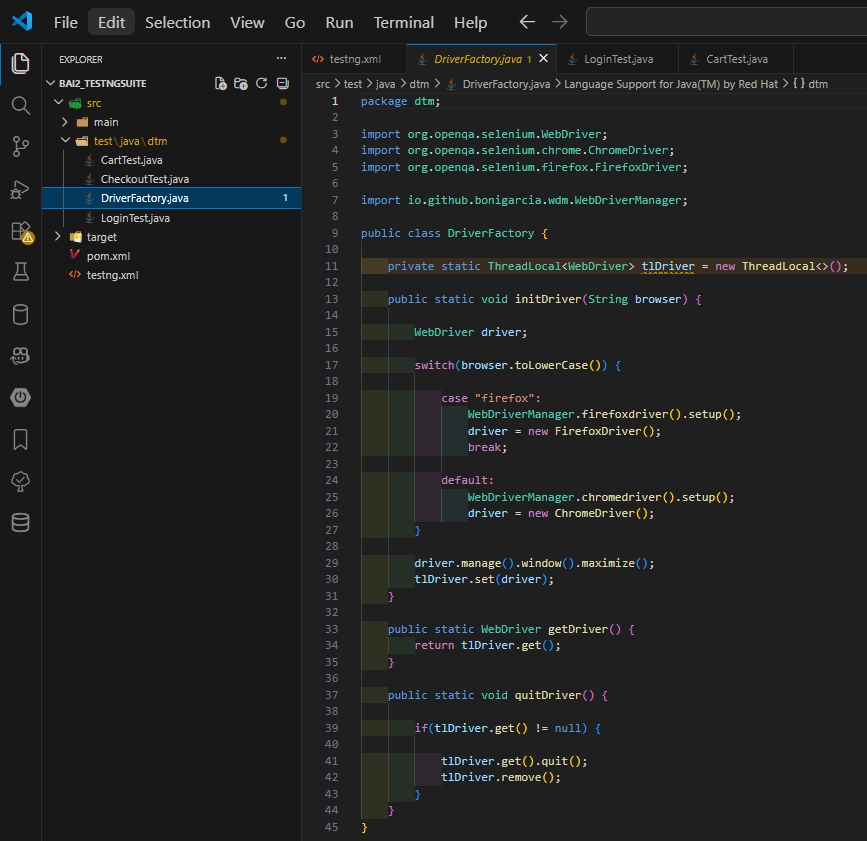 File Edit Selection View Go Run Terminal Help
EXPLORER
BAI2_TESTNGSUITE
src
main
test\java\dtm
CartTest.java
CheckoutTest.java
DriverFactory.java 1
LoginTest.java
target
pom.xml
testng.xml
testng.xml DriverFactory.java 1 LoginTest.java CartTest.java
src > test > java > dtm > DriverFactory.java > Language Support for Java(TM) by Red Hat > { } dtm
1 package dtm;
2
3 import org.openqa.selenium.WebDriver;
4 import org.openqa.selenium.chrome.ChromeDriver;
5 import org.openqa.selenium.firefox.FirefoxDriver;
6
7 import io.github.bonigarcia.wdm.WebDriverManager;
8
9 public class DriverFactory {
10
11 private static ThreadLocal<WebDriver> tlDriver = new ThreadLocal<>();
12
13 public static void initDriver(String browser) {
14
15 WebDriver driver;
16
17 switch(browser.toLowerCase()) {
18
19 case "firefox":
20 WebDriverManager.firefoxdriver().setup();
21 driver = new FirefoxDriver();
22 break;
23
24 default:
25 WebDriverManager.chromedriver().setup();
26 driver = new ChromeDriver();
27 }
28
29 driver.manage().window().maximize();
30 tlDriver.set(driver);
31 }
32
33 public static WebDriver getDriver() {
34 return tlDriver.get();
35 }
36
37 public static void quitDriver() {
38
39 if(tlDriver.get() != null) {
40
41 tlDriver.get().quit();
42 tlDriver.remove();
43 }
44 }
45 }